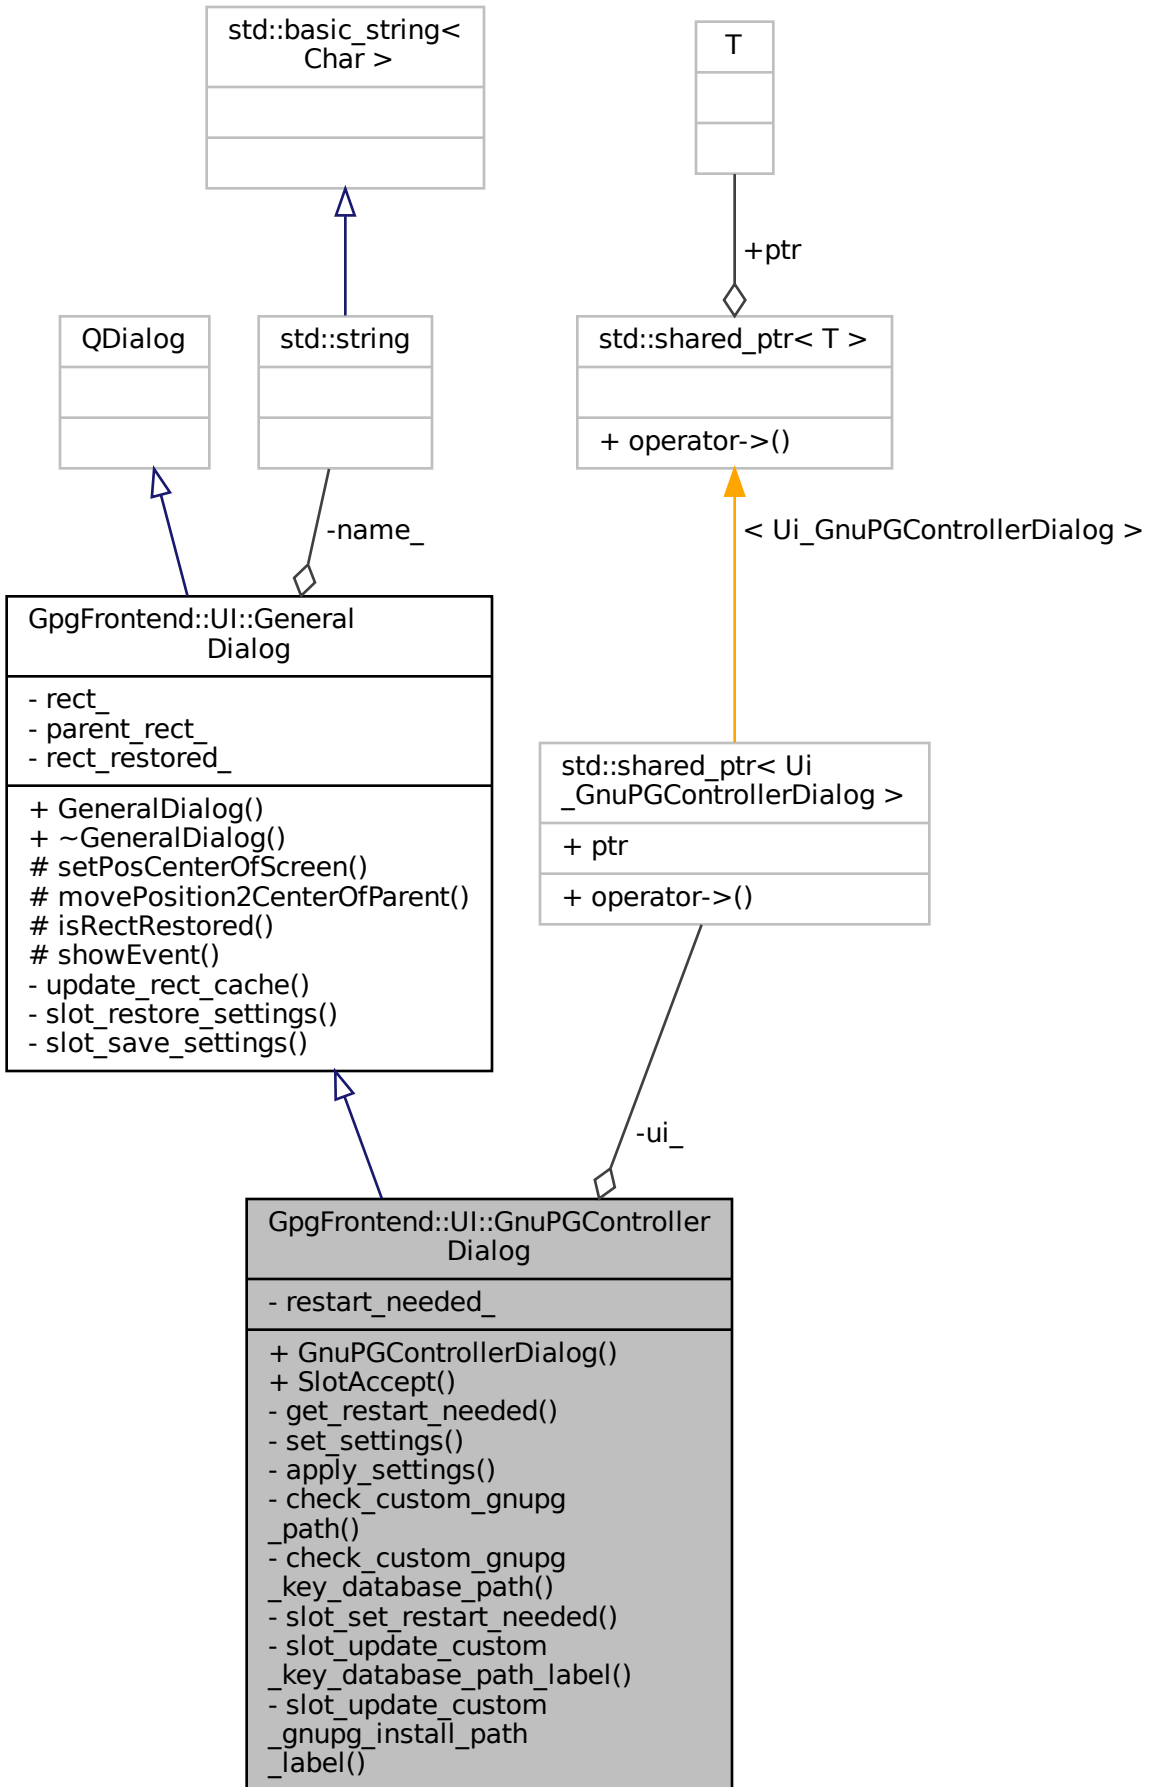 std::basic_string<
Char >
T
+ptr
QDialog
std::string
std::shared_ptr< T >
+ operator->()
-name_
< Ui_GnuPGControllerDialog >
GpgFrontend::UI::General
Dialog
- rect_
- parent_rect_
- rect_restored_
+ GeneralDialog()
+ ~GeneralDialog()
# setPosCenterOfScreen()
# movePosition2CenterOfParent()
# isRectRestored()
# showEvent()
- update_rect_cache()
- slot_restore_settings()
- slot_save_settings()
std::shared_ptr< Ui
_GnuPGControllerDialog >
+ ptr
+ operator->()
-ui_
GpgFrontend::UI::GnuPGController
Dialog
- restart_needed_
+ GnuPGControllerDialog()
+ SlotAccept()
- get_restart_needed()
- set_settings()
- apply_settings()
- check_custom_gnupg
_path()
- check_custom_gnupg
_key_database_path()
- slot_set_restart_needed()
- slot_update_custom
_key_database_path_label()
- slot_update_custom
_gnupg_install_path
_label()